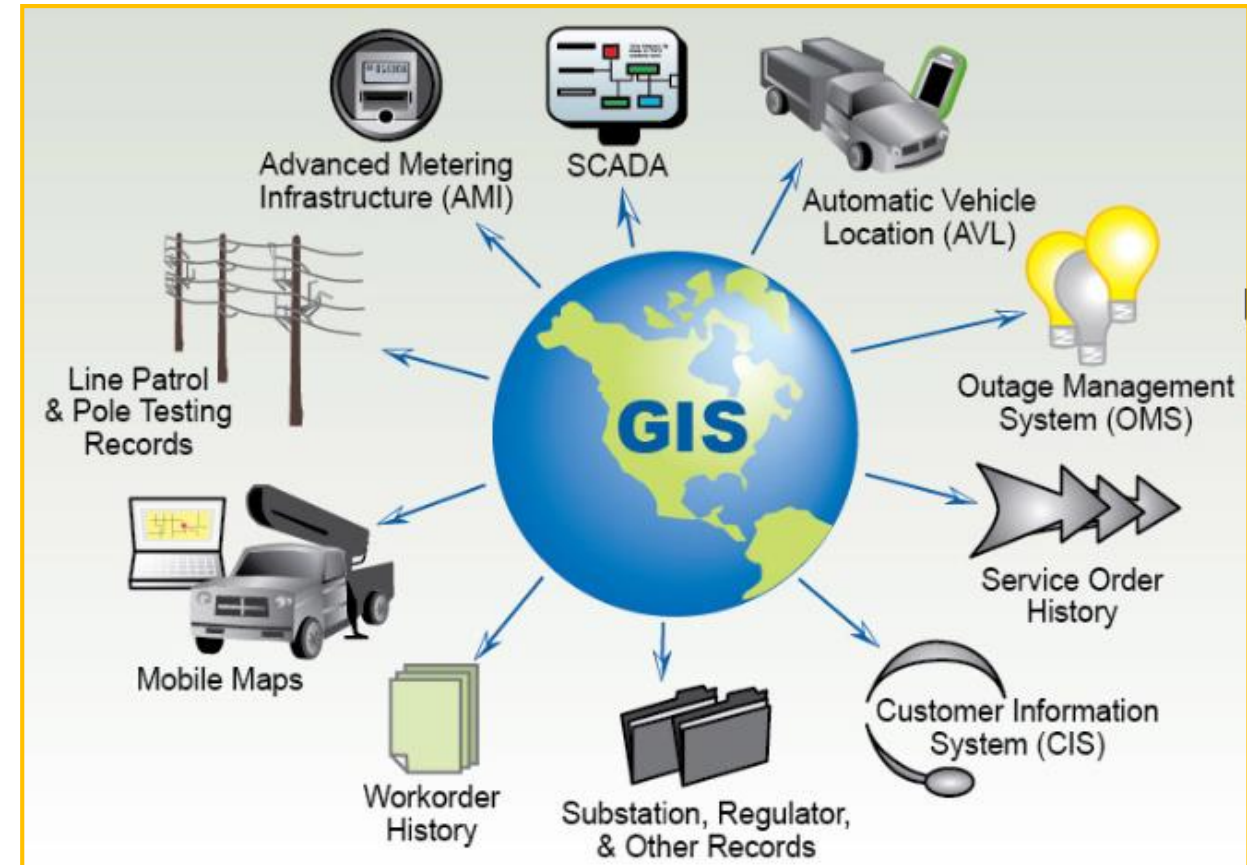 Advanced Metering
Infrastructure (AMI)
SCADA
Automatic Vehicle
Location (AVL)
Line Patrol
& Pole Testing
Records
GIS
Outage Management
System (OMS)
Service Order
History
Mobile Maps
Customer Information
System (CIS)
Workorder
History
Substation, Regulator,
& Other Records